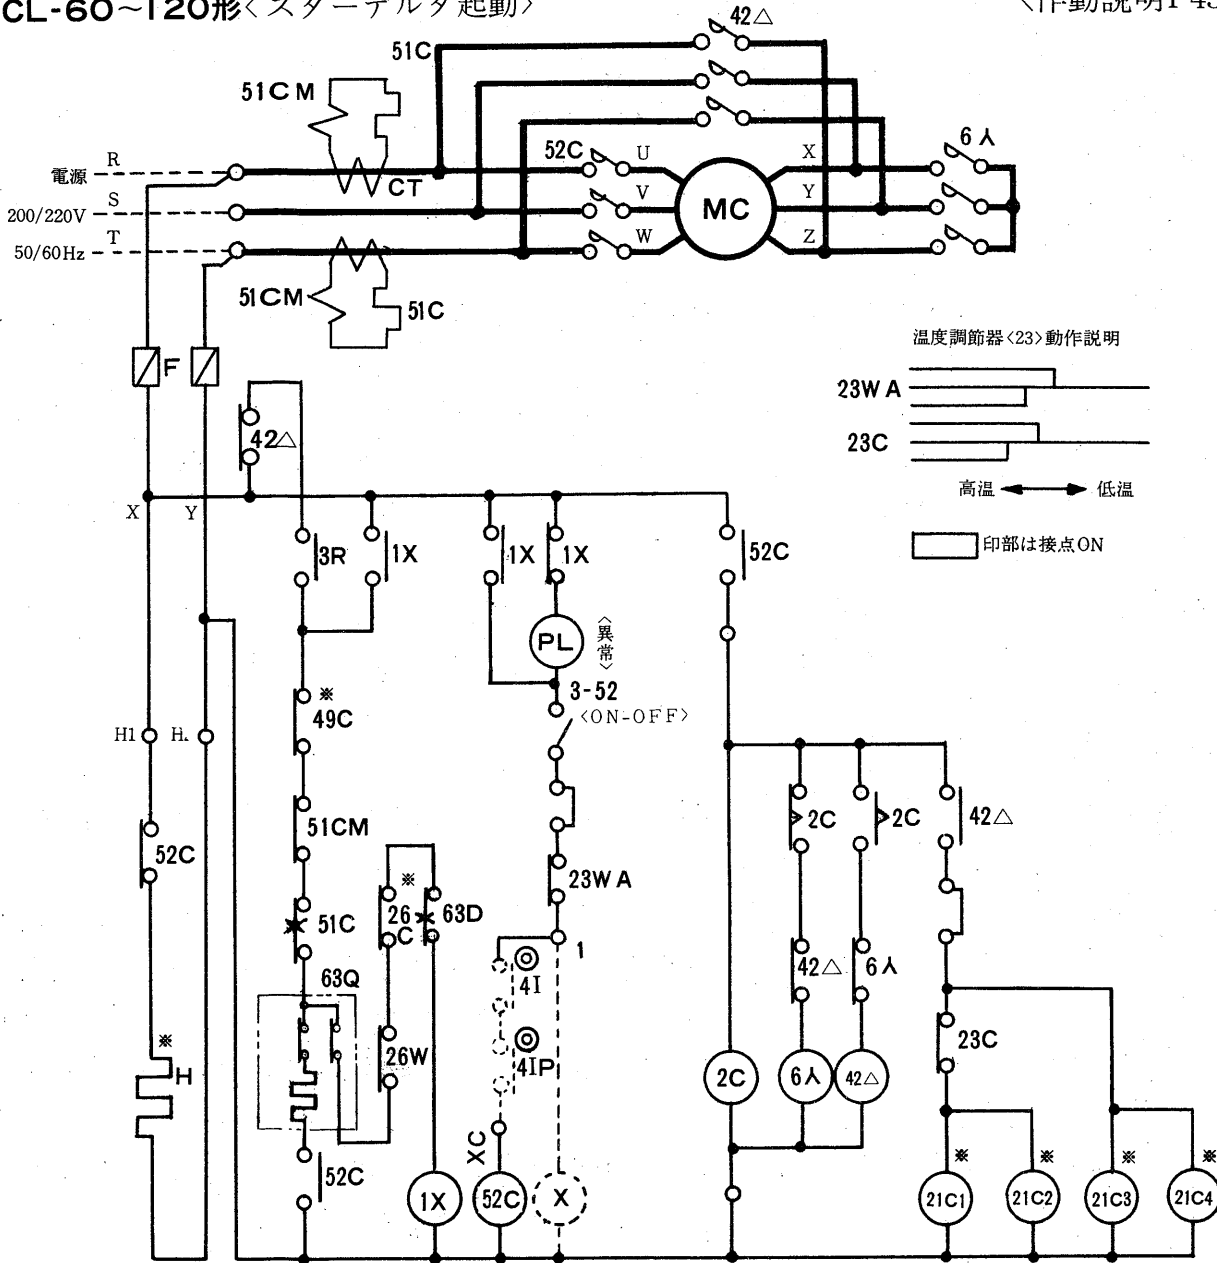 CL-60~120形〈スターデルタ起動〉
〈作動説明P45
42△
51C
51CM
6人
52C
U
X
R
電源
CT
S
V
MC
Y
200/220V
T
W
Z
50/60Hz
51CM
51C
温度調節器〈23〉動作説明
F
23WA
42△
23C
高温 低温
X
Y
3R
1X
1X
1X
52C
印部は接点ON
PL
〈異常〉
3-52
〈ON-OFF〉
※
49C
H1
H.
2C
2C
42△
51CM
52C
23WA
※
26C
63D
51C
1
42△
6人
4I
63Q
※
26W
4IP
23C
H
2C
6人
42△
XC
※
※
※
※
52C
1X
52C
X
21C1
21C2
21C3
21C4